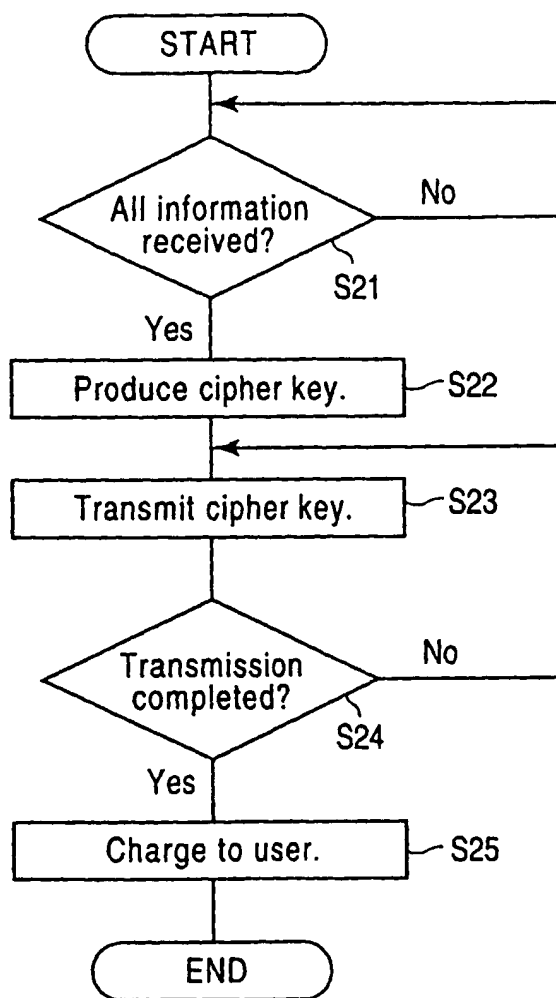 START
All information
received?
No
S21
Yes
Produce cipher key.
S22
Transmit cipher key.
S23
Transmission
completed?
No
S24
Yes
Charge to user.
S25
END